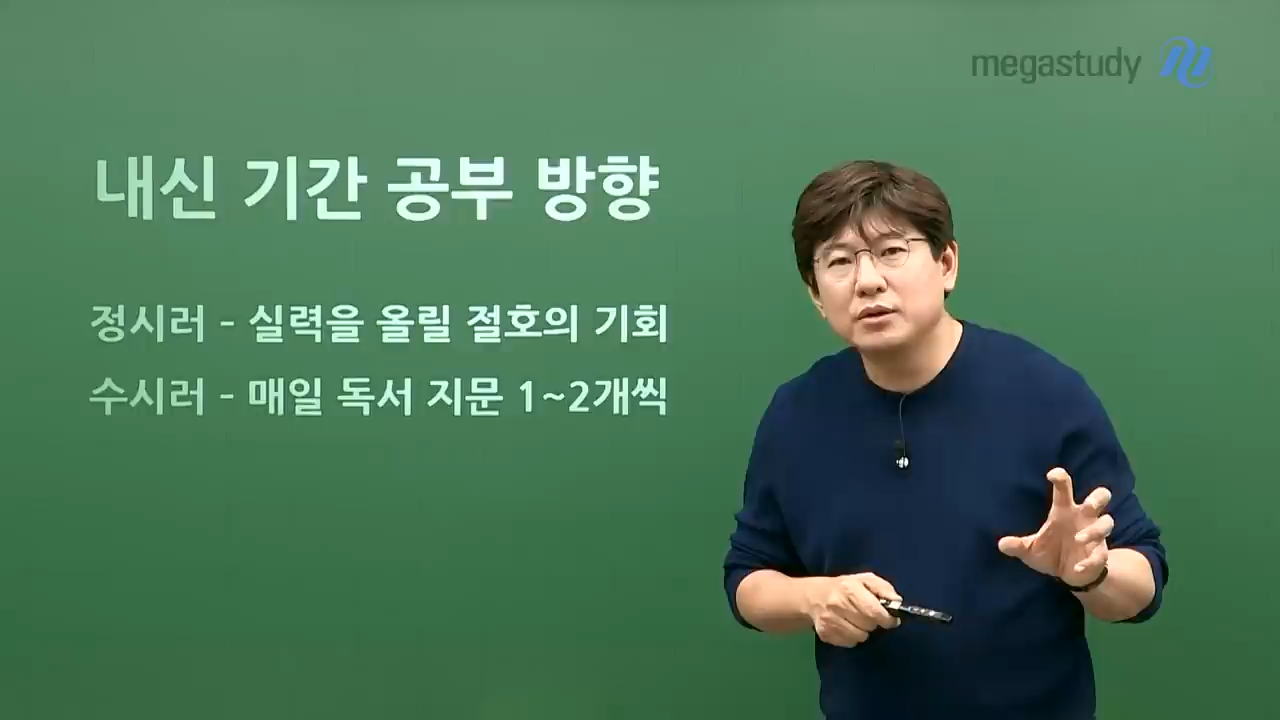 megastudy
내신 기간 공부 방향
정시러 - 실력을 올릴 절호의 기회
수시러 - 매일 독서 지문 1~2개씩